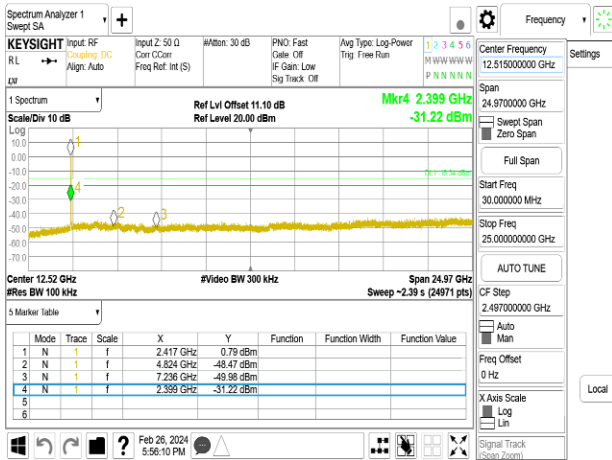 Spectrum Analyzer 1
Swept SA
Frequency
Settings
KEYSIGHT
RL
Input: RF
Coupling: DC
Align: Auto
Input Z: 50 Ω
Corr CCorr
Freq Ref: Int (S)
#Atten: 30 dB
PNO: Fast
Gate: Off
IF Gain: Low
Sig Track: Off
Avg Type: Log-Power
Trig: Free Run
1 2 3 4 5 6
M W W W W W
P N N N N N
1 Spectrum
Scale/Div 10 dB
Log
Ref Lvl Offset 11.10 dB
Ref Level 20.00 dBm
Mkr4 2.399 GHz
-31.22 dBm
10.0
0.00
-10.0
-20.0
-30.0
-40.0
-50.0
-60.0
-70.0
1
4
2
3
Center 12.52 GHz
#Res BW 100 kHz
#Video BW 300 kHz
Span 24.97 GHz
Sweep ~2.39 s (24971 pts)
5 Marker Table
Mode Trace Scale X Y Function Function Width Function Value
1 N 1 f 2.417 GHz 0.79 dBm
2 N 1 f 4.824 GHz -48.47 dBm
3 N 1 f 7.236 GHz -49.98 dBm
4 N 1 f 2.399 GHz -31.22 dBm
5
6
?
Feb 26, 2024
5:56:10 PM
Center Frequency
12.515000000 GHz
Span
24.9700000 GHz
Swept Span
Zero Span
Full Span
Start Freq
30.000000 MHz
Stop Freq
25.000000000 GHz
AUTO TUNE
CF Step
2.497000000 GHz
Auto
Man
Freq Offset
0 Hz
X Axis Scale
Log
Lin
Signal Track
(Span Zoom)
Local